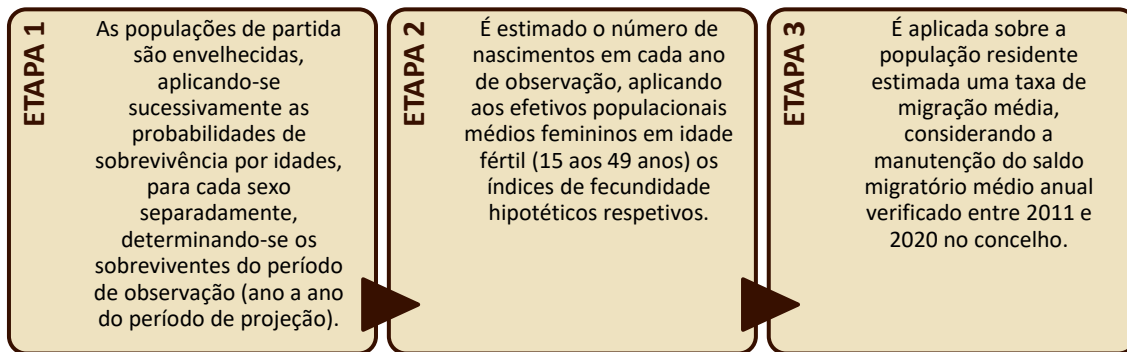 ETAPA 1
As populações de partida
são envelhecidas,
aplicando-se
sucessivamente as
probabilidades de
sobrevivência por idades,
para cada sexo
separadamente,
determinando-se os
sobreviventes do período
de observação (ano a ano
do período de projeção).
ETAPA 2
É estimado o número de
nascimentos em cada ano
de observação, aplicando
aos efetivos populacionais
médios femininos em idade
fértil (15 aos 49 anos) os
índices de fecundidade
hipotéticos respetivos.
ETAPA 3
É aplicada sobre a
população residente
estimada uma taxa de
migração média,
considerando a
manutenção do saldo
migratório médio anual
verificado entre 2011 e
2020 no concelho.